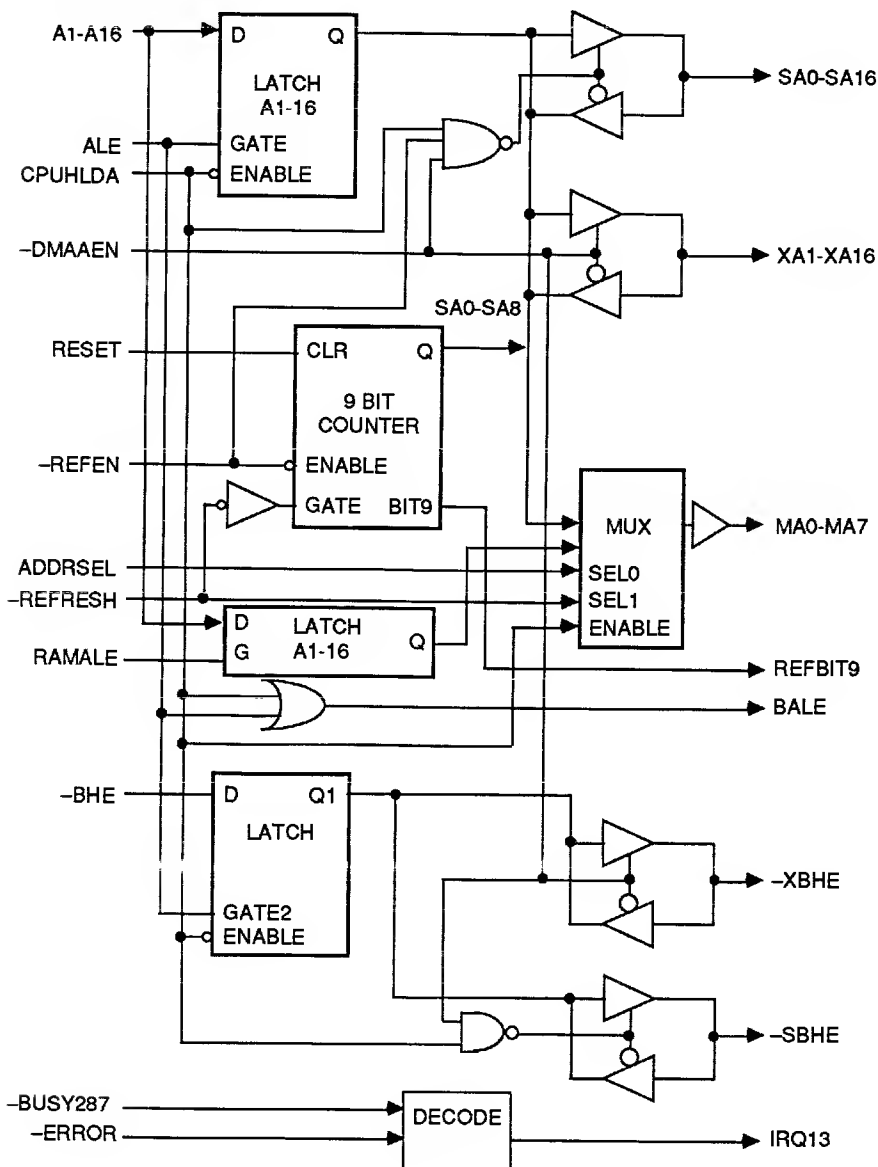 A1-A16
D
Q
LATCH
A1-16
SA0-SA16
ALE
GATE
CPUHLDA
ENABLE
-DMAAEN
XA1-XA16
SA0-SA8
RESET
CLR
Q
9 BIT
COUNTER
-REFEN
ENABLE
GATE
BIT9
MUX
MA0-MA7
ADDRSEL
SEL0
-REFRESH
SEL1
ENABLE
D
LATCH
A1-16
Q
G
RAMALE
REFBIT9
BALE
-BHE
D
Q1
LATCH
-XBHE
GATE2
ENABLE
-SBHE
-BUSY287
DECODE
-ERROR
IRQ13